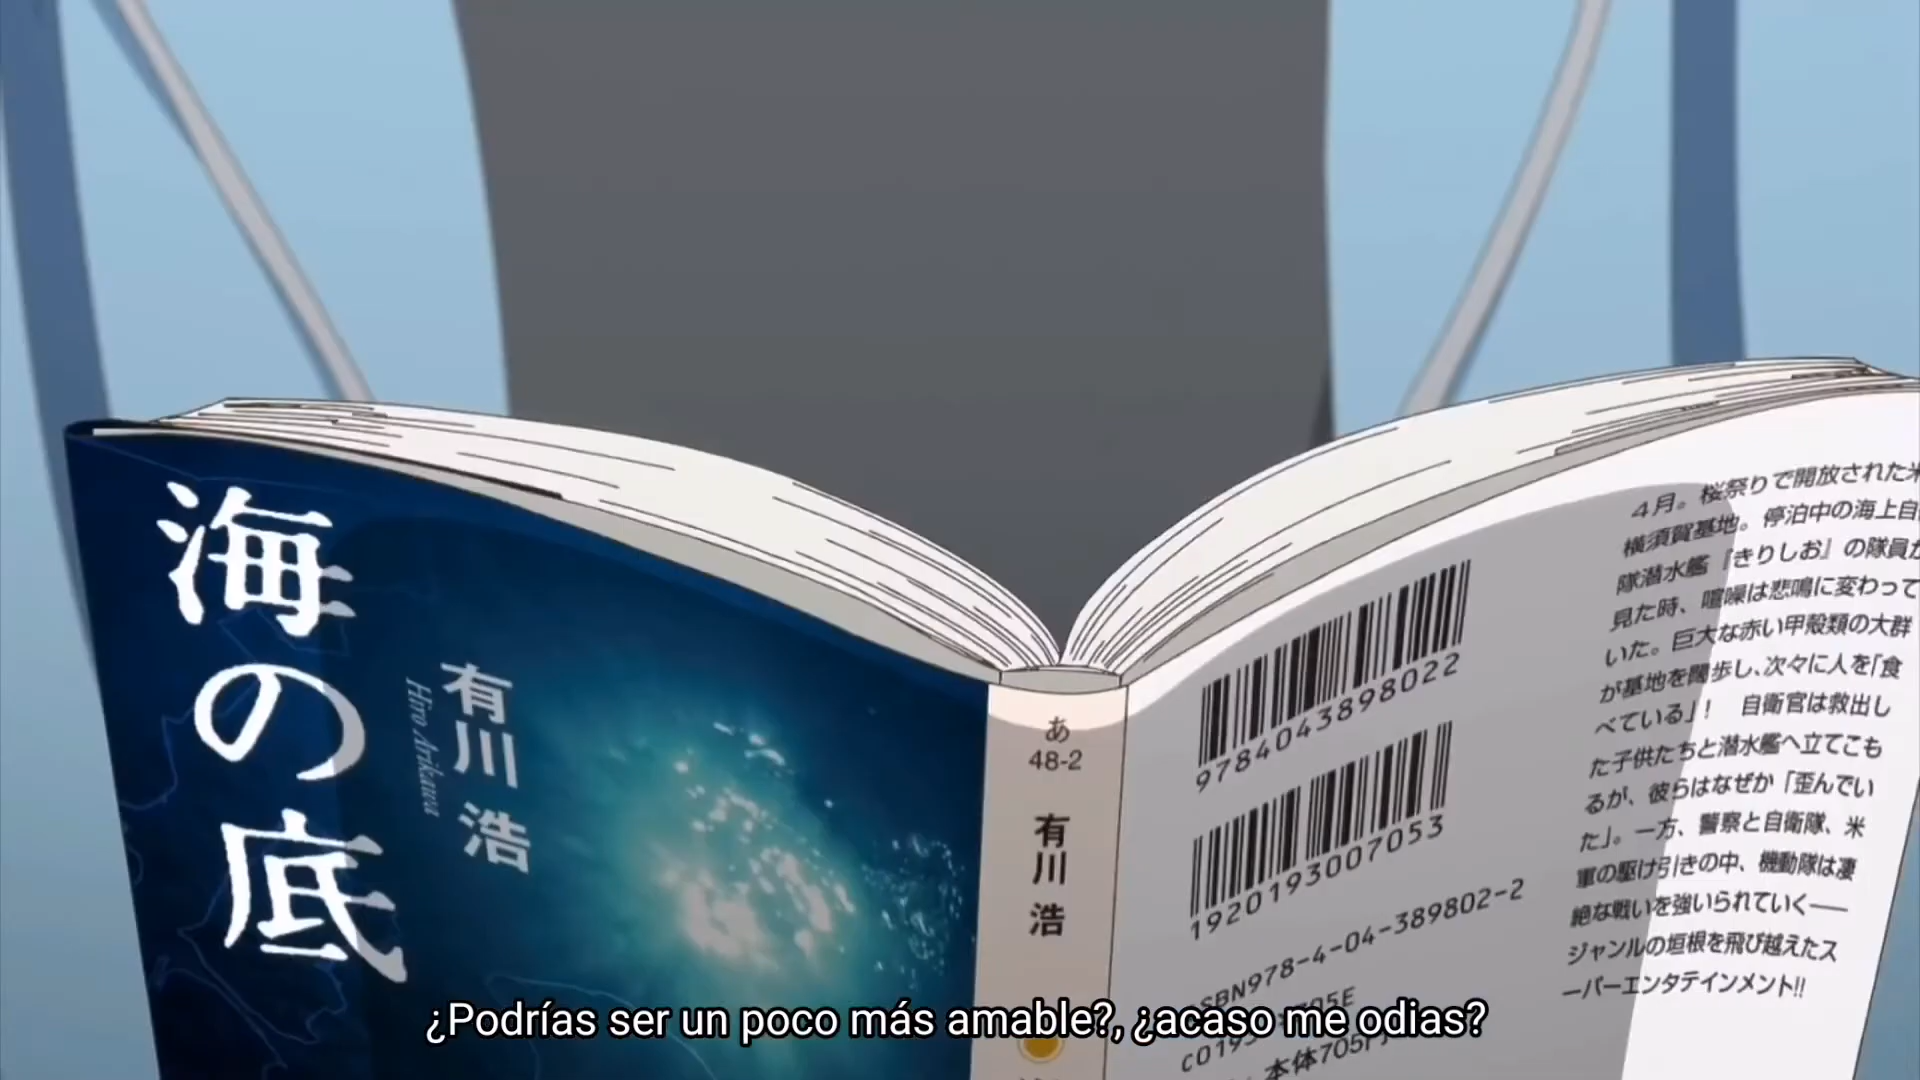 海の底
有川 浩
Hiro Arikawa
あ
48-2
有川 浩
9784043898022
1920193007053
ISBN978-4-04-389802-2
4月。桜祭りで開放された米
横須賀基地。停泊中の海上自
隊潜水艦『きりしお』の隊員が
見た時、喧噪は悲鳴に変わって
いた。巨大な赤い甲殻類の大群
が基地を闊歩し、次々に人を「食
べている」! 自衛官は救出し
た子供たちと潜水艦へ立てこも
るが、彼らはなぜか「歪んでい
た」。一方、警察と自衛隊、米
軍の駆け引きの中、機動隊は凄
絶な戦いを強いられていく――
ジャンルの垣根を飛び越えたス
ーパーエンタテインメント!!
¿Podrías ser un poco más amable?, ¿acaso me odias?